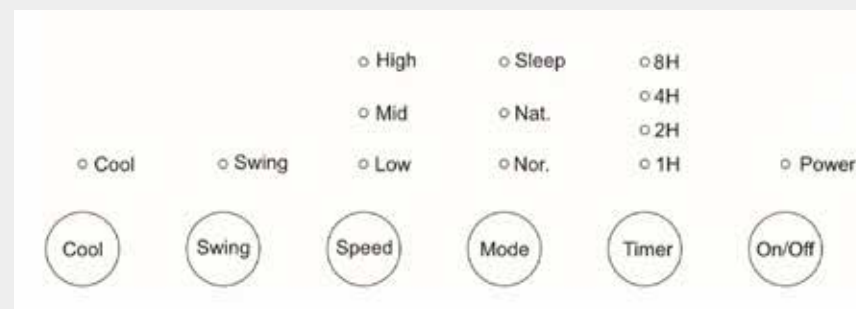 High Sleep 8H
4H
Mid Nat.
2H
Cool Swing Low Nor. 1H Power
Cool Swing Speed Mode Timer On/Off